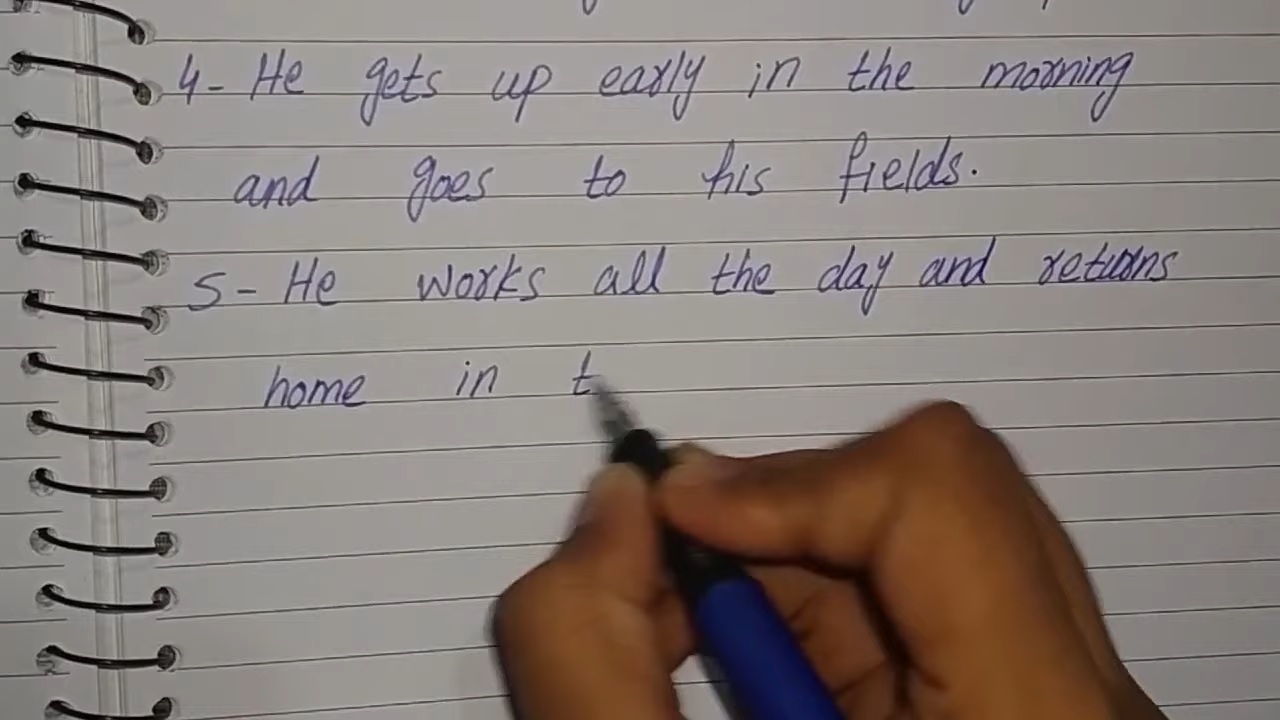 4- He gets up early in the morning
and goes to his fields.
5- He works all the day and returns
home in t